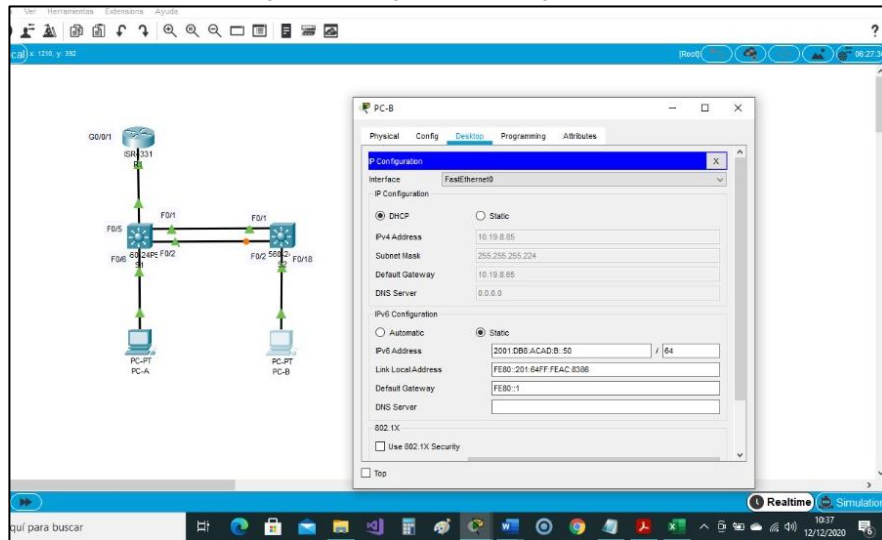 Ver Herramientas Extensions Ayuda
x: 1210, y: 382
[Root]
06:27:3
PC-B
Physical Config Desktop Programming Attributes
IP Configuration
X
Interface
FastEthernet0
IP Configuration
DHCP
Static
IPv4 Address
10.19.8.85
Subnet Mask
255.255.255.224
Default Gateway
10.19.8.65
DNS Server
0.0.0.0
IPv6 Configuration
Automatic
Static
IPv6 Address
2001:DB8:ACAD:B::50 / 64
Link Local Address
FE80::201:64FF:FEAC:8386
Default Gateway
FE80::1
DNS Server
802.1X
Use 802.1X Security
Top
G0/0/1
F0/5
F0/1
F0/1
F0/6
F0/2
F0/2
F0/18
PC-PT
PC-A
PC-PT
PC-B
Realtime
Simulation
quí para buscar
10:37
12/12/2020